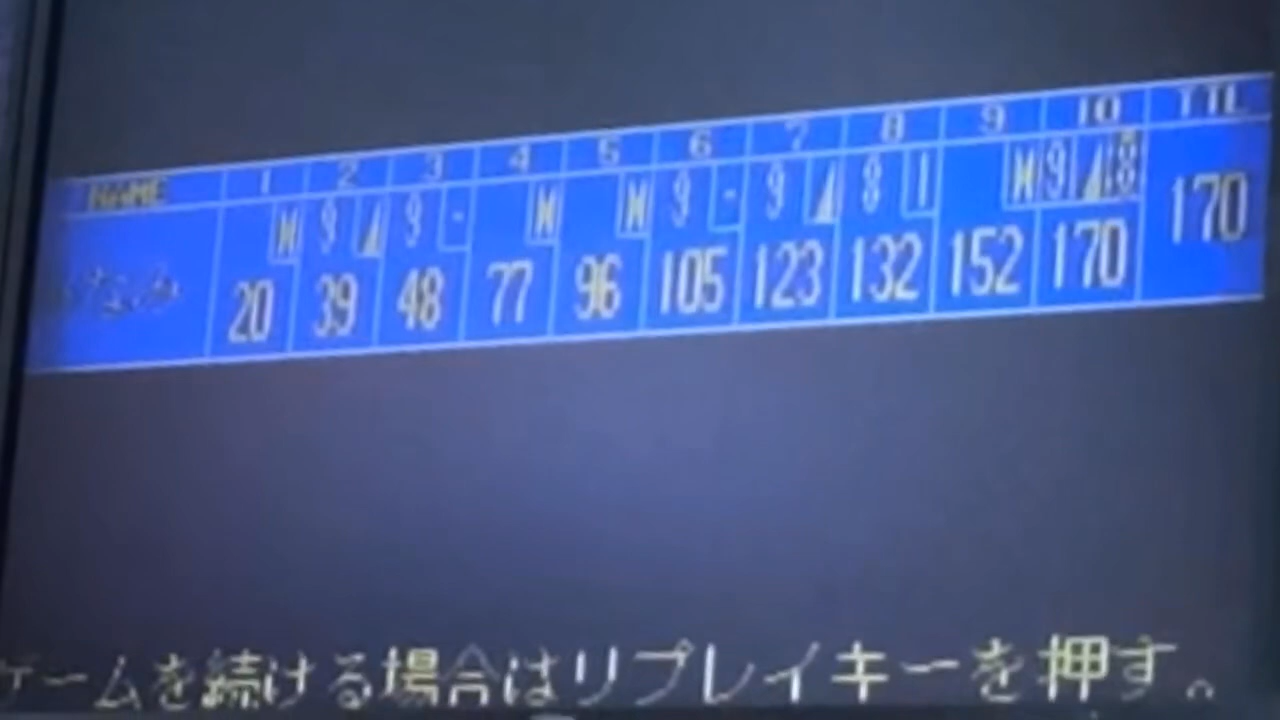 NAME 1 2 3 4 5 6 7 8 9 10 TTL
9 9 - 9 - 9 8 1 9 8
20 39 48 77 96 105 123 132 152 170 170
ゲームを続ける場合はリプレイキーを押す。